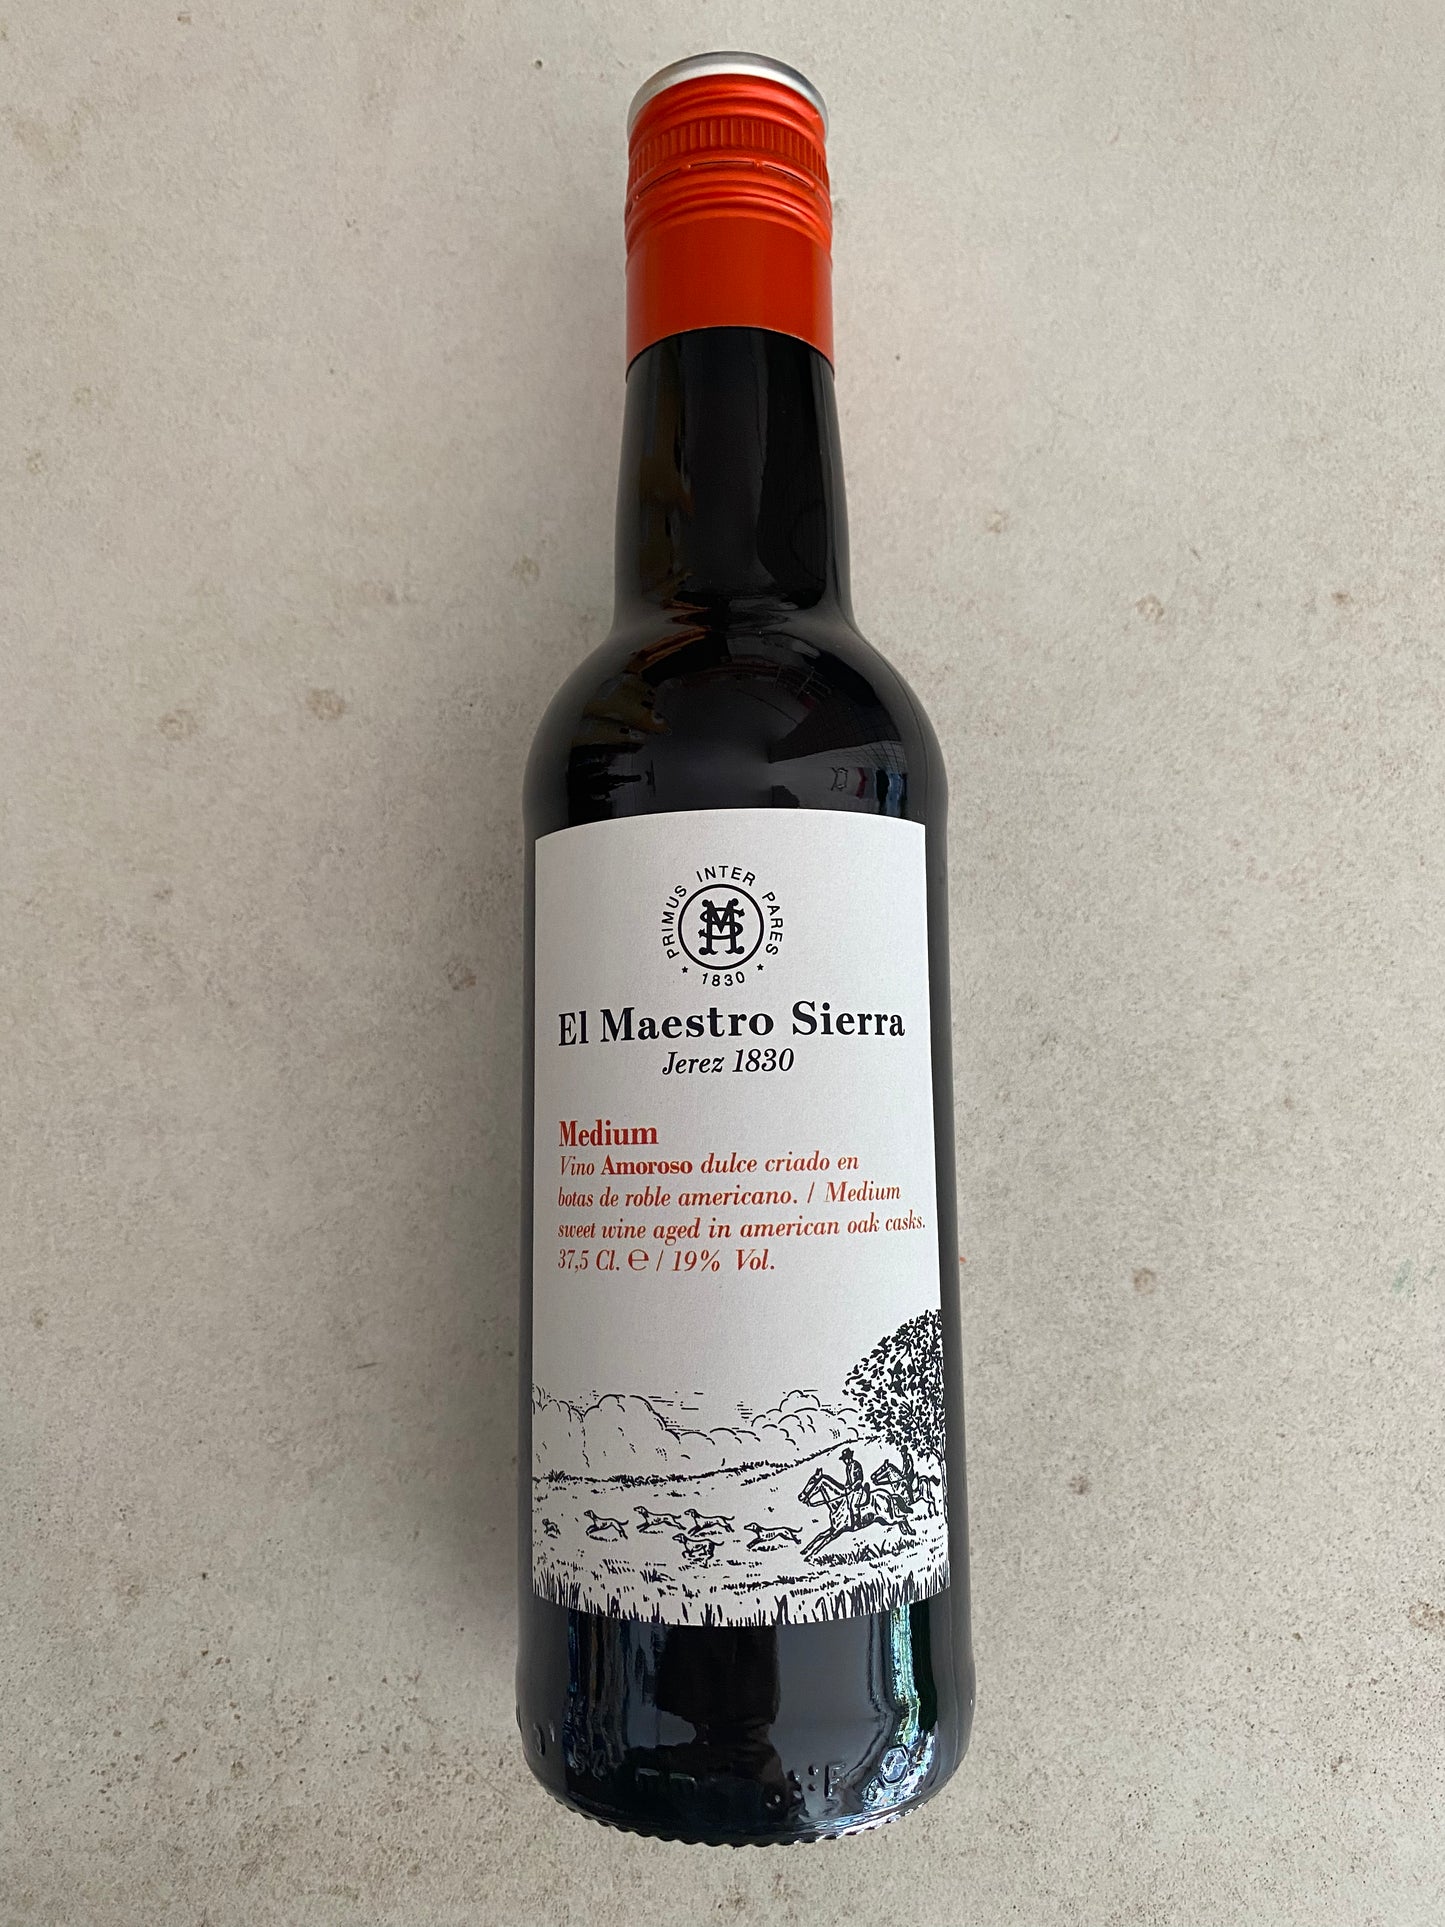 PRIMUS INTER PARES
MS
* 1830 *
El Maestro Sierra
Jerez 1830
Medium
Vino Amoroso dulce criado en
botas de roble americano. / Medium
sweet wine aged in american oak casks.
37,5 Cl. ℮ / 19% Vol.